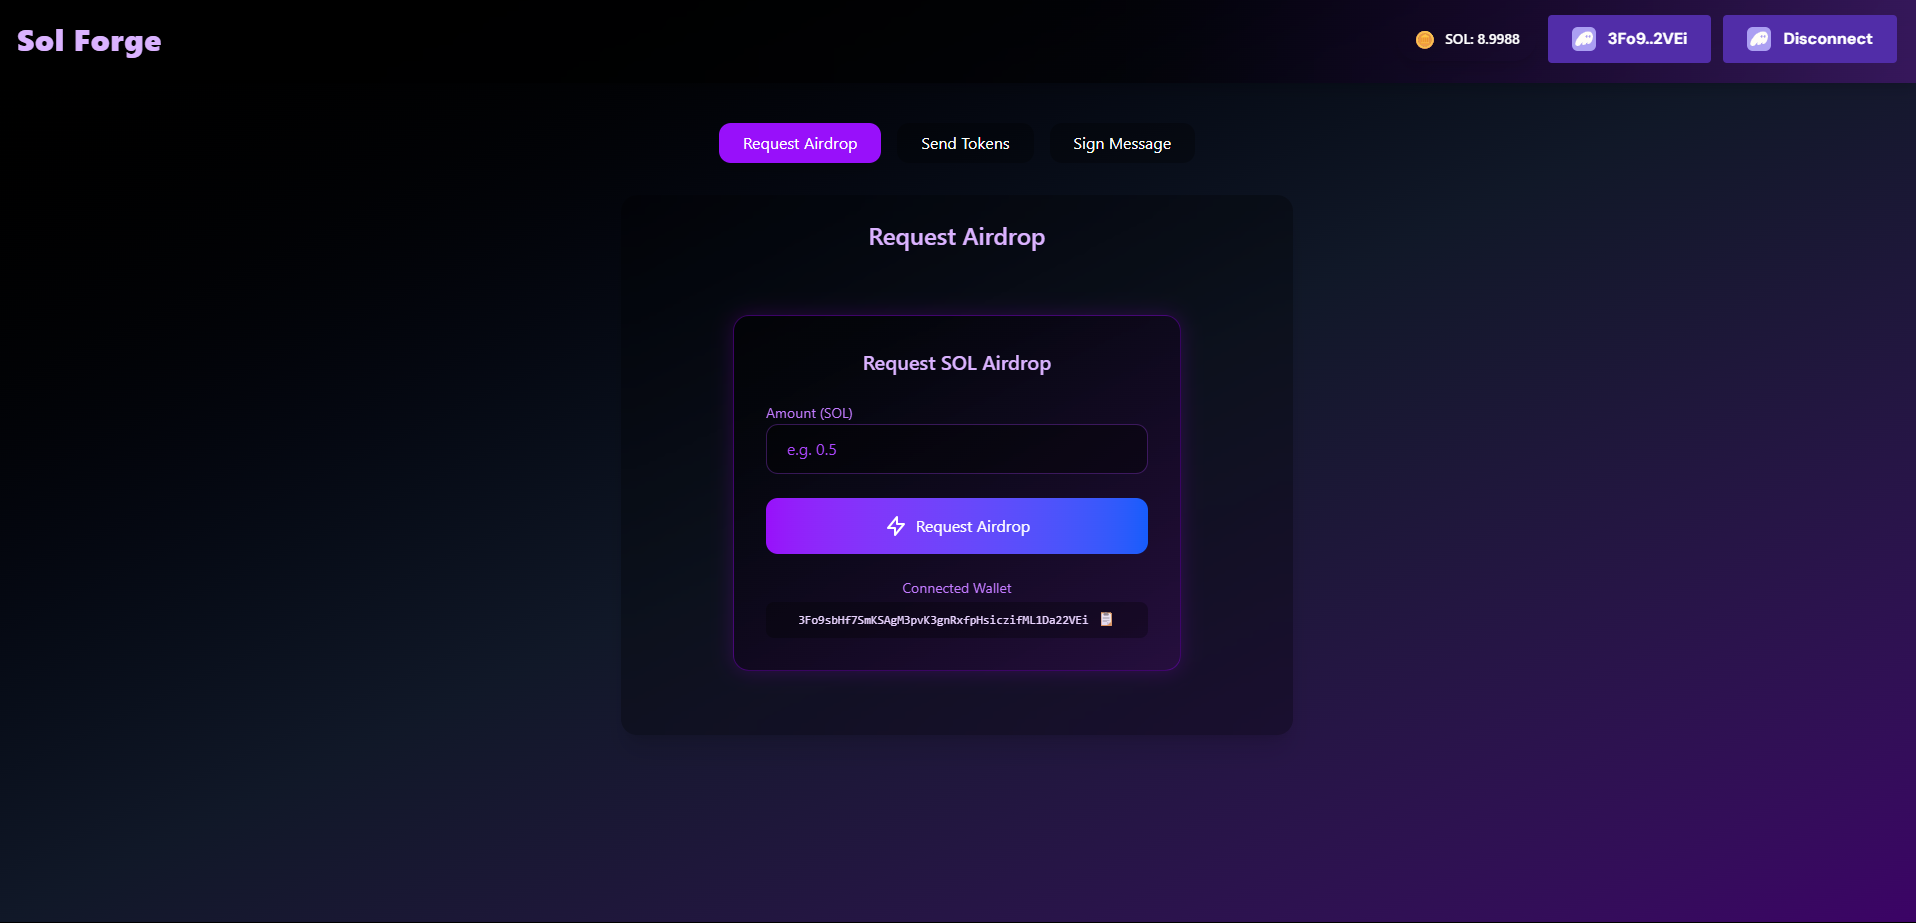 Sol Forge
SOL: 8.9988
3Fo9..2VEi
Disconnect
Request Airdrop
Send Tokens
Sign Message
Request Airdrop
Request SOL Airdrop
Amount (SOL)
e.g. 0.5
Request Airdrop
Connected Wallet
3Fo9sbHf7SmKSAgM3pvK3gnRxfpHsiczifML1Da22VEi